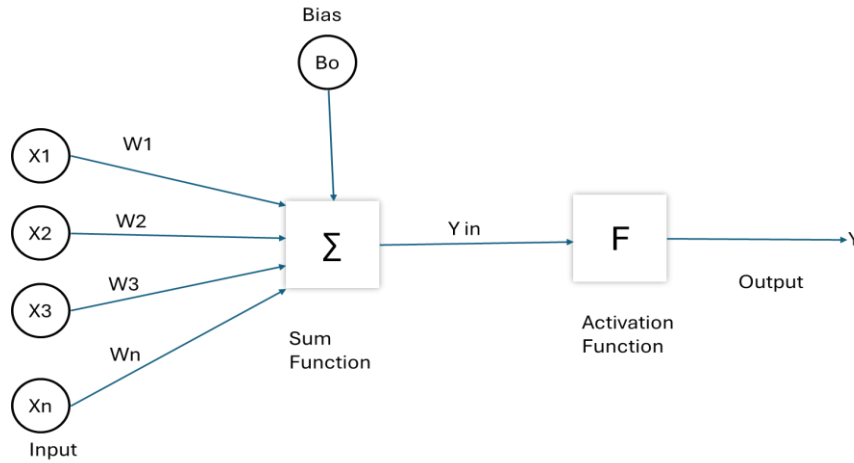 Bias
Bo
X1
W1
X2
W2
X3
W3
Xn
Wn
Input
Σ
Sum
Function
Y in
F
Activation
Function
Output
Y